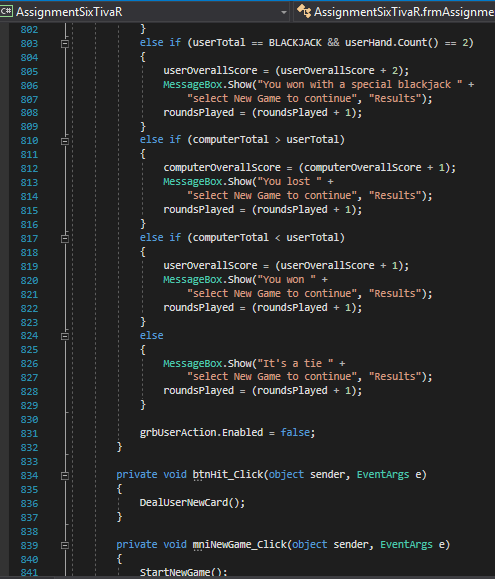 C# AssignmentSixTivaR AssignmentSixTivaR.frmAssignme
802 }
803 else if (userTotal == BLACKJACK && userHand.Count() == 2)
804 {
805 userOverallScore = (userOverallScore + 2);
806 MessageBox.Show("You won with a special blackjack " +
807 "select New Game to continue", "Results");
808 roundsPlayed = (roundsPlayed + 1);
809 }
810 else if (computerTotal > userTotal)
811 {
812 computerOverallScore = (computerOverallScore + 1);
813 MessageBox.Show("You lost " +
814 "select New Game to continue", "Results");
815 roundsPlayed = (roundsPlayed + 1);
816 }
817 else if (computerTotal < userTotal)
818 {
819 userOverallScore = (userOverallScore + 1);
820 MessageBox.Show("You won " +
821 "select New Game to continue", "Results");
822 roundsPlayed = (roundsPlayed + 1);
823 }
824 else
825 {
826 MessageBox.Show("It's a tie " +
827 "select New Game to continue", "Results");
828 roundsPlayed = (roundsPlayed + 1);
829 }
830
831 grbUserAction.Enabled = false;
832 }
833
834 private void btnHit_Click(object sender, EventArgs e)
835 {
836 DealUserNewCard();
837 }
838
839 private void mniNewGame_Click(object sender, EventArgs e)
840 {
841 StartNewGame();